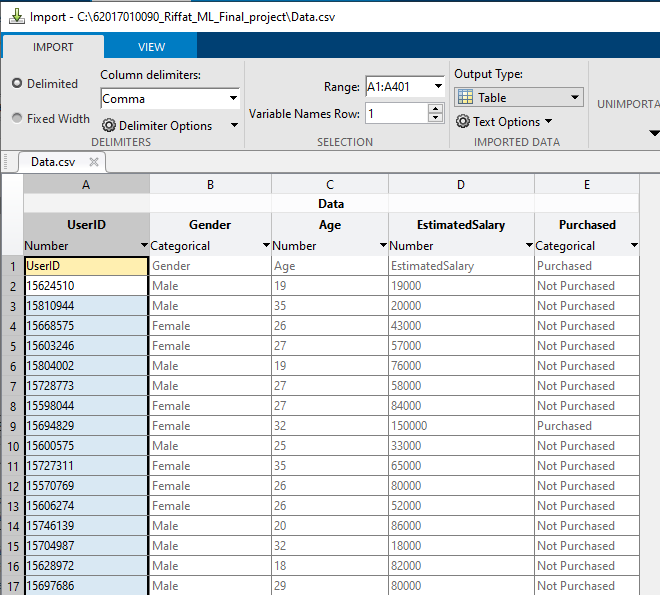 Import - C:\62017010090_Riffat_ML_Final_project\Data.csv
IMPORT VIEW
Delimited
Fixed Width
Column delimiters:
Comma
Delimiter Options
DELIMITERS
Range: A1:A401
Variable Names Row: 1
SELECTION
Output Type:
Table
Text Options
IMPORTED DATA
UNIMPORTA
Data.csv
A B C D E
Data
UserID Gender Age EstimatedSalary Purchased
Number Categorical Number Number Categorical
1 UserID Gender Age EstimatedSalary Purchased
2 15624510 Male 19 19000 Not Purchased
3 15810944 Male 35 20000 Not Purchased
4 15668575 Female 26 43000 Not Purchased
5 15603246 Female 27 57000 Not Purchased
6 15804002 Male 19 76000 Not Purchased
7 15728773 Male 27 58000 Not Purchased
8 15598044 Female 27 84000 Not Purchased
9 15694829 Female 32 150000 Purchased
10 15600575 Male 25 33000 Not Purchased
11 15727311 Female 35 65000 Not Purchased
12 15570769 Female 26 80000 Not Purchased
13 15606274 Female 26 52000 Not Purchased
14 15746139 Male 20 86000 Not Purchased
15 15704987 Male 32 18000 Not Purchased
16 15628972 Male 18 82000 Not Purchased
17 15697686 Male 29 80000 Not Purchased